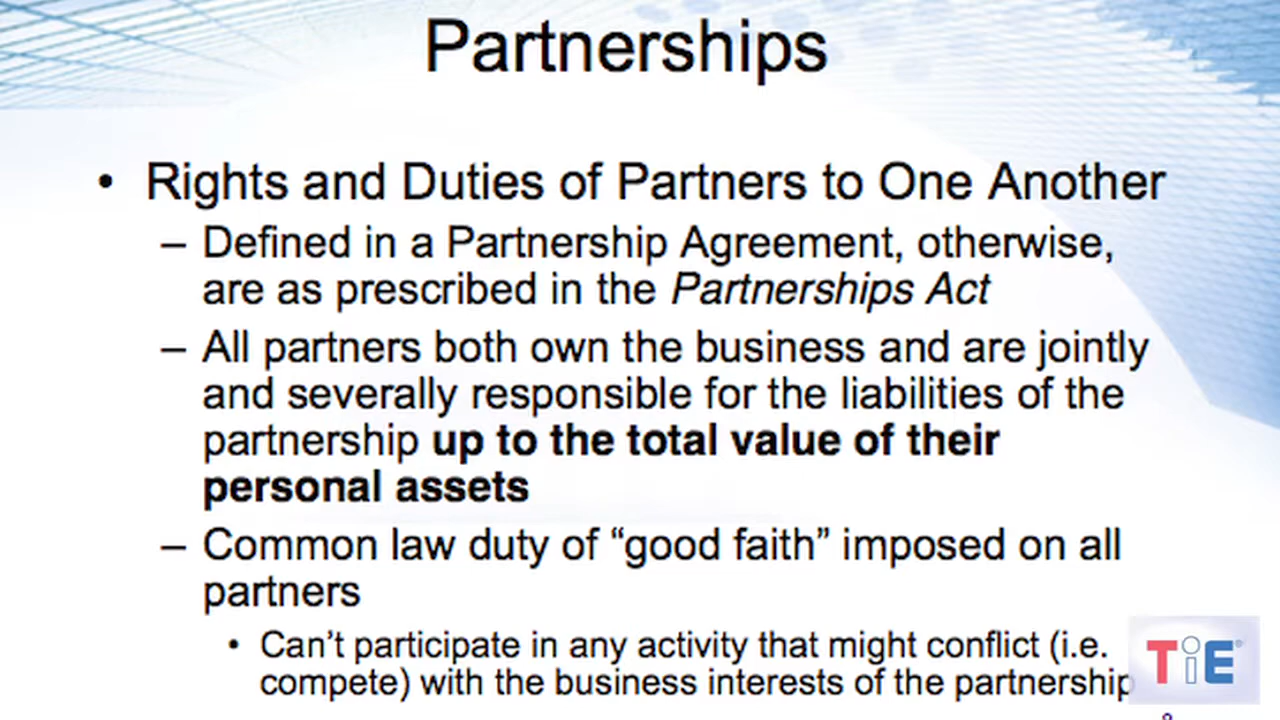 Partnerships
• Rights and Duties of Partners to One Another
– Defined in a Partnership Agreement, otherwise,
are as prescribed in the Partnerships Act
– All partners both own the business and are jointly
and severally responsible for the liabilities of the
partnership up to the total value of their
personal assets
– Common law duty of “good faith” imposed on all
partners
• Can’t participate in any activity that might conflict (i.e.
compete) with the business interests of the partnership
TiE®